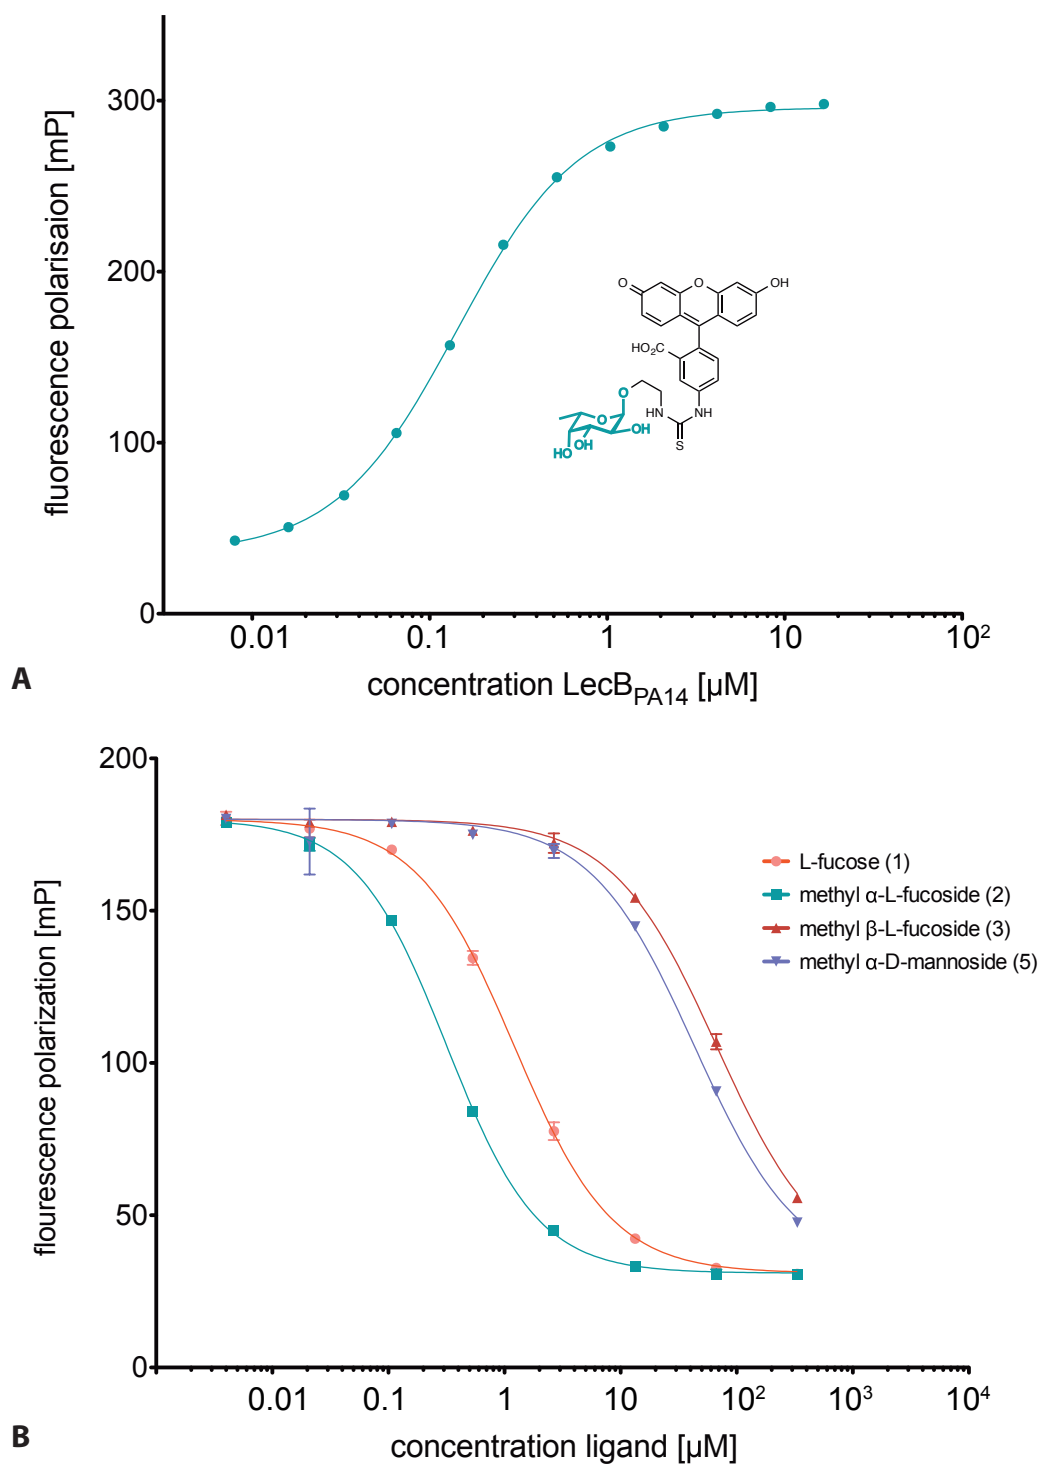 fluorescence polarisaion [mP]
300
200
100
0
0.01 0.1 1 10 10²
concentration LecB_PA14 [µM]
O O OH
HO₂C
O
NH NH
O
OH
OH
HO
S
A
flourescence polarization [mP]
200
150
100
50
0
L-fucose (1)
methyl α-L-fucoside (2)
methyl β-L-fucoside (3)
methyl α-D-mannoside (5)
0.01 0.1 1 10 10² 10³ 10⁴
concentration ligand [µM]
B